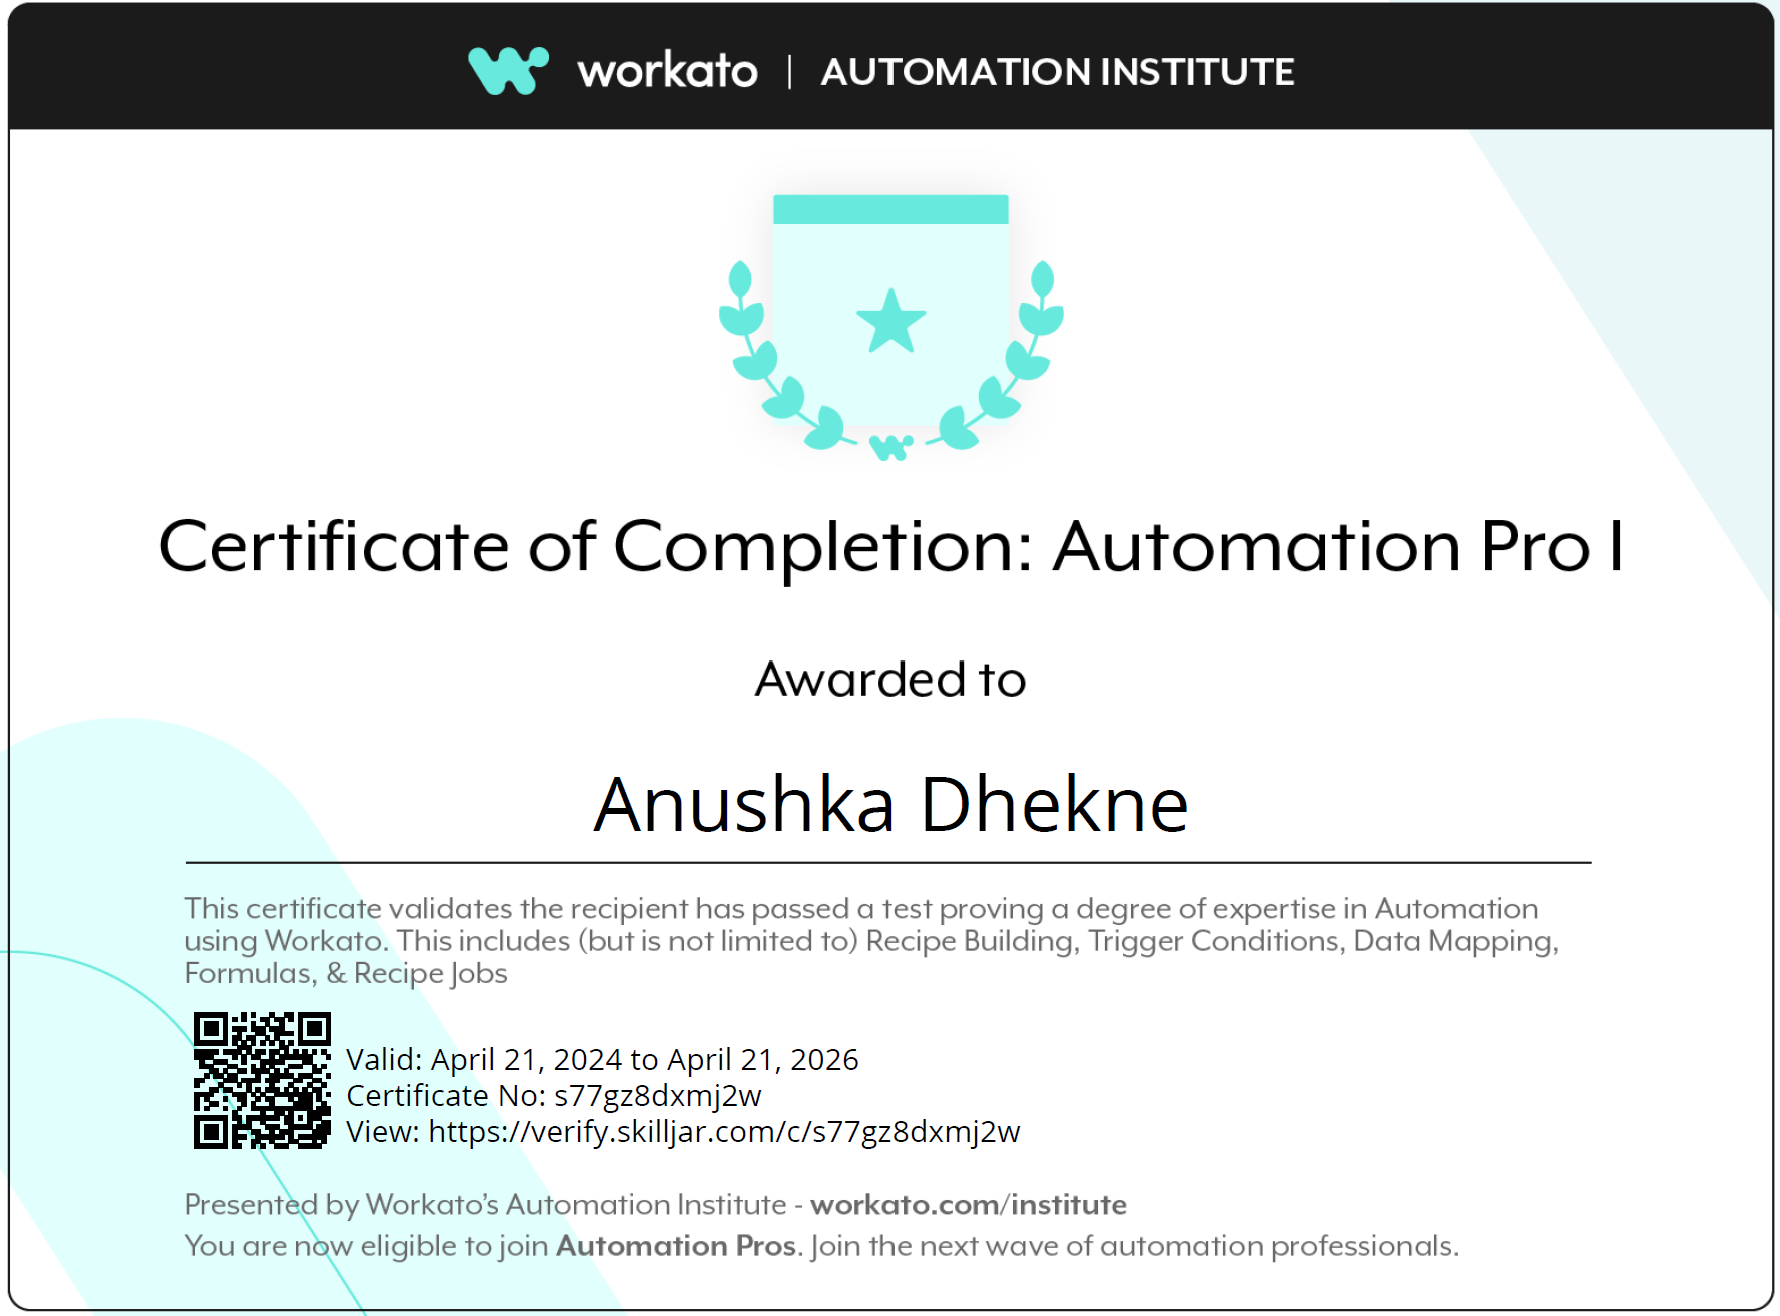 workato | AUTOMATION INSTITUTE
Certificate of Completion: Automation Pro I
Awarded to
Anushka Dhekne
This certificate validates the recipient has passed a test proving a degree of expertise in Automation
using Workato. This includes (but is not limited to) Recipe Building, Trigger Conditions, Data Mapping,
Formulas, & Recipe Jobs
Valid: April 21, 2024 to April 21, 2026
Certificate No: s77gz8dxmj2w
View: https://verify.skilljar.com/c/s77gz8dxmj2w
Presented by Workato’s Automation Institute - workato.com/institute
You are now eligible to join Automation Pros. Join the next wave of automation professionals.